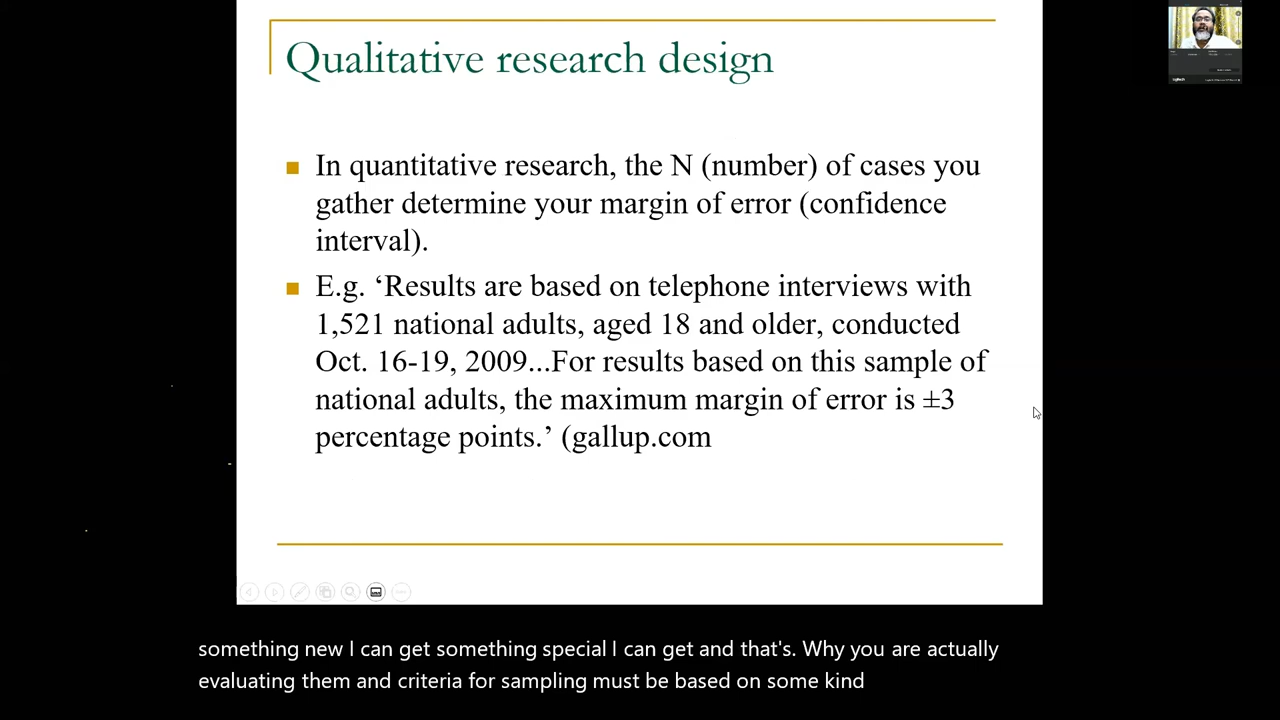 Qualitative research design
In quantitative research, the N (number) of cases you
gather determine your margin of error (confidence
interval).
E.g. ‘Results are based on telephone interviews with
1,521 national adults, aged 18 and older, conducted
Oct. 16-19, 2009...For results based on this sample of
national adults, the maximum margin of error is ±3
percentage points.’ (gallup.com
something new I can get something special I can get and that's. Why you are actually
evaluating them and criteria for sampling must be based on some kind